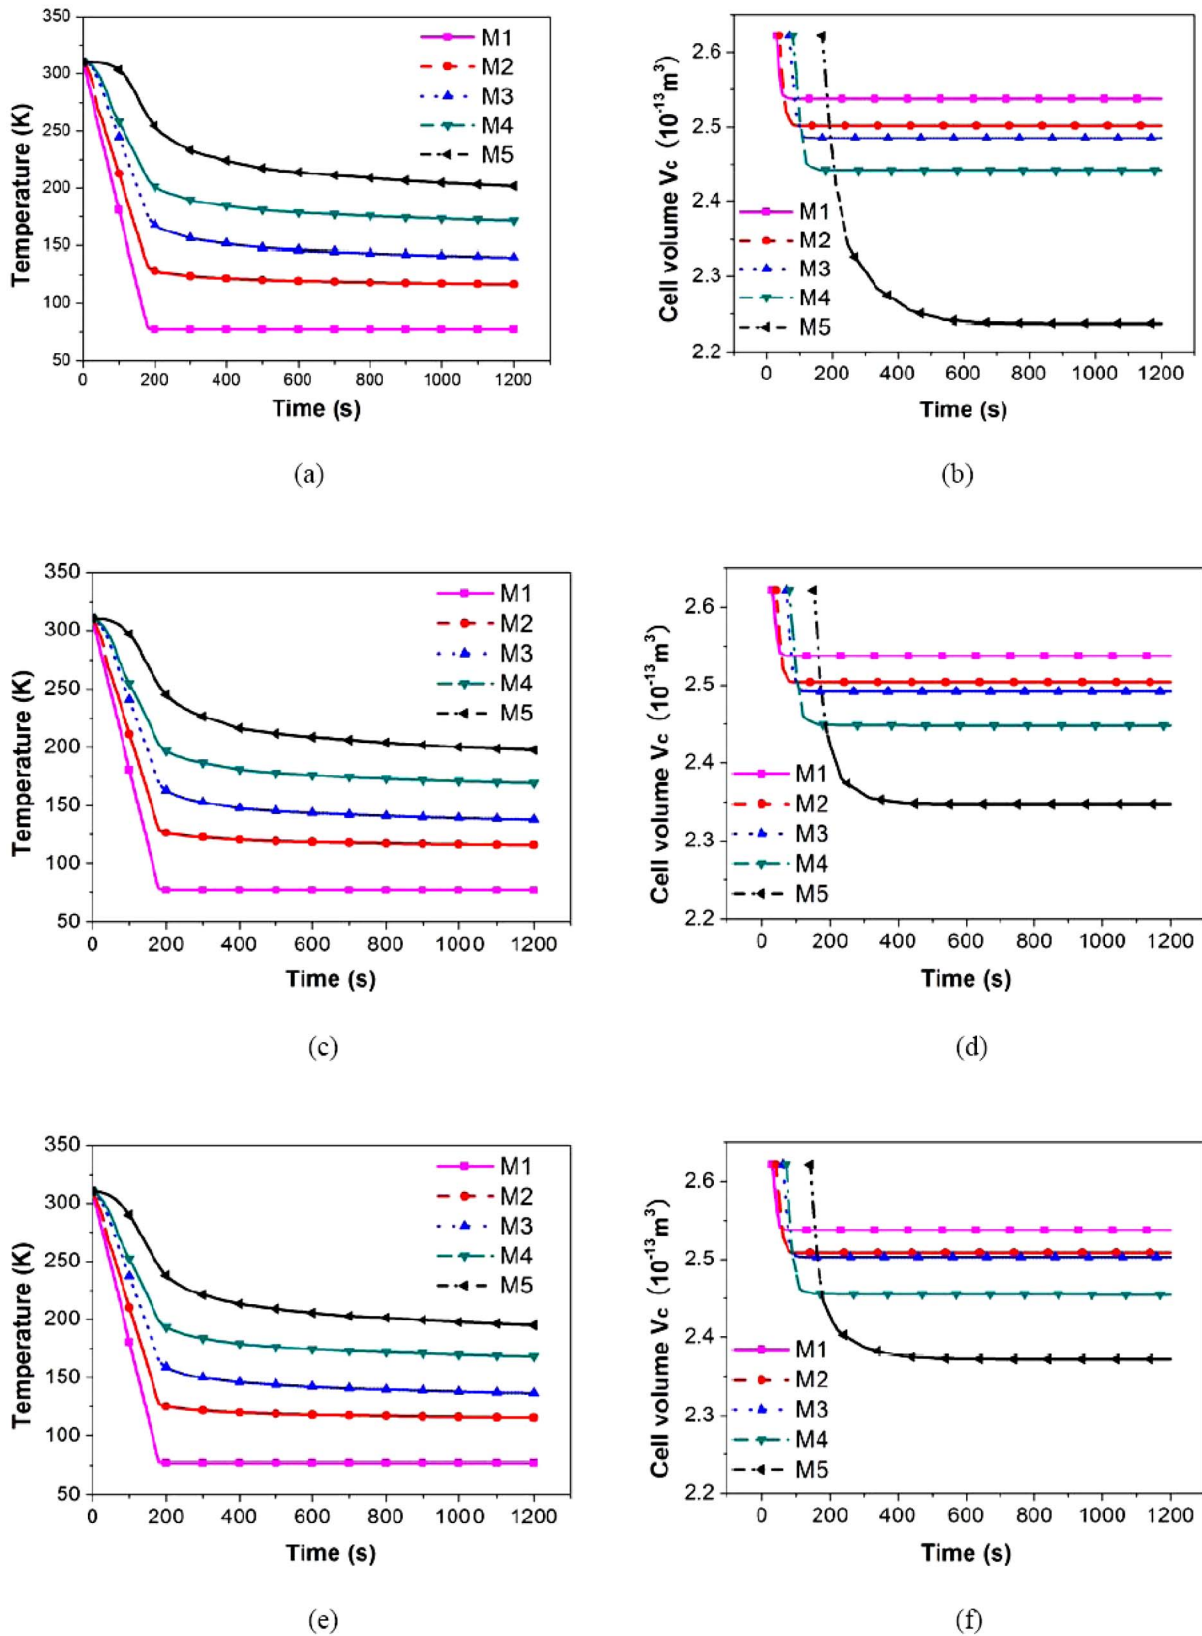 350
300
250
200
150
100
50
Temperature (K)
0 200 400 600 800 1000 1200
Time (s)
M1
M2
M3
M4
M5
(a)
2.6
2.5
2.4
2.3
2.2
Cell volume Vc (10⁻¹³m³)
0 200 400 600 800 1000 1200
Time (s)
M1
M2
M3
M4
M5
(b)
350
300
250
200
150
100
50
Temperature (K)
0 200 400 600 800 1000 1200
Time (s)
M1
M2
M3
M4
M5
(c)
2.6
2.5
2.4
2.3
2.2
Cell volume Vc (10⁻¹³m³)
0 200 400 600 800 1000 1200
Time (s)
M1
M2
M3
M4
M5
(d)
350
300
250
200
150
100
50
Temperature (K)
0 200 400 600 800 1000 1200
Time (s)
M1
M2
M3
M4
M5
(e)
2.6
2.5
2.4
2.3
2.2
Cell volume Vc (10⁻¹³m³)
0 200 400 600 800 1000 1200
Time (s)
M1
M2
M3
M4
M5
(f)